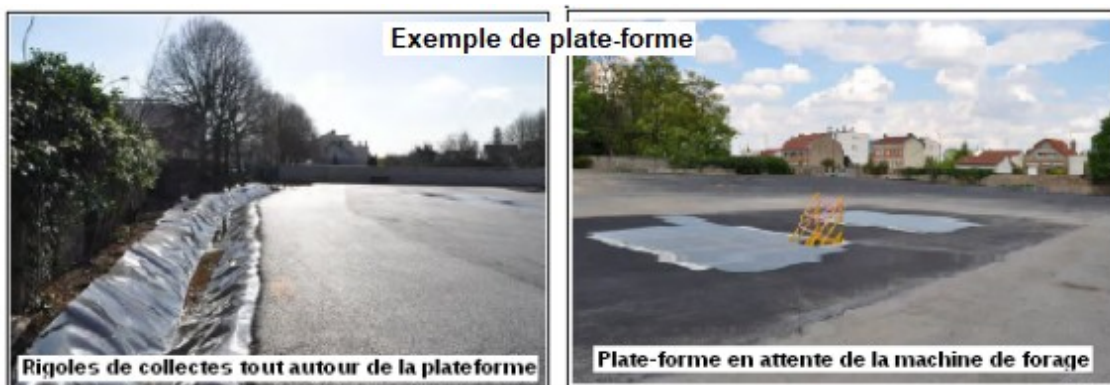 Exemple de plate-forme
Rigoles de collectes tout autour de la plateforme
Plate-forme en attente de la machine de forage